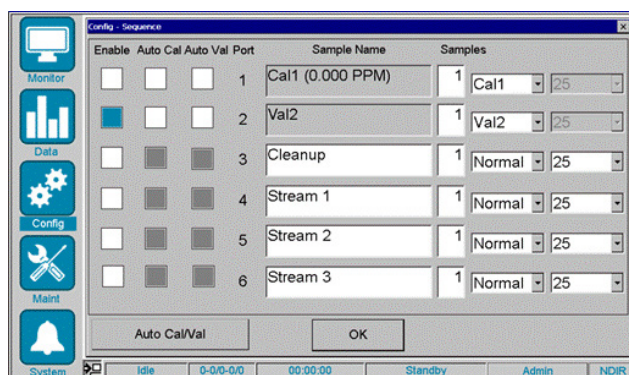 Config - Sequence
Enable Auto Cal Auto Val Port Sample Name Samples
1 Cal1 (0.000 PPM) 1 Cal1 25
2 Val2 1 Val2 25
3 Cleanup 1 Normal 25
4 Stream 1 1 Normal 25
5 Stream 2 1 Normal 25
6 Stream 3 1 Normal 25
Auto Cal/Val OK
Monitor
Data
Config
Maint
System
Idle 0-0/0-0/0 00:00:00 Standby Admin NDIR